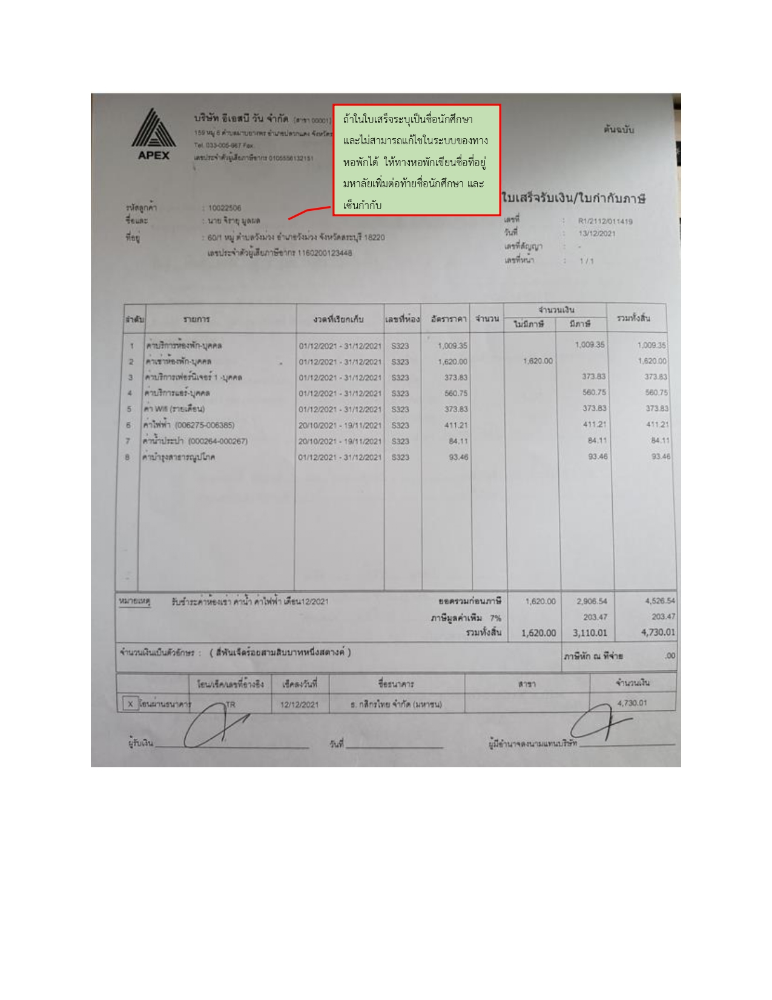 APEX
บริษัท อีเอสบี วัน จำกัด (สาขา 00001)
159 หมู่ 6 ตำบลมาบยางพร อำเภอปลวกแดง
Tel. 033-005-967 Fax.
เลขประจำตัวผู้เสียภาษีอากร 0105556132151
ถ้าในใบเสร็จระบุเป็นชื่อนักศึกษา
และไม่สามารถแก้ไขในระบบของทาง
หอพักได้ ให้ทางหอพักเขียนชื่อที่อยู่
มหาลัยเพิ่มต่อท้ายชื่อนักศึกษา และ
เซ็นกำกับ
ต้นฉบับ
ใบเสร็จรับเงิน/ใบกำกับภาษี
รหัสลูกค้า : 10022506
ชื่อและ : นาย จิรายุ มูลผล
ที่อยู่ : 60/1 หมู่ ตำบลวังม่วง อำเภอวังม่วง จังหวัดสระบุรี 18220
เลขประจำตัวผู้เสียภาษีอากร 1160200123448
เลขที่ : R1/2112/011419
วันที่ : 13/12/2021
เลขที่สัญญา : -
เลขที่หน้า : 1 / 1
ลำดับ รายการ งวดที่เรียกเก็บ เลขที่ห้อง อัตราราคา จำนวน จำนวนเงิน รวมทั้งสิ้น
ไม่มีภาษี มีภาษี
1 ค่าบริการห้องพัก-บุคคล 01/12/2021 - 31/12/2021 S323 1,009.35 1,009.35 1,009.35
2 ค่าเช่าห้องพัก-บุคคล 01/12/2021 - 31/12/2021 S323 1,620.00 1,620.00 1,620.00
3 ค่าบริการเฟอร์นิเจอร์ 1 -บุคคล 01/12/2021 - 31/12/2021 S323 373.83 373.83 373.83
4 ค่าบริการแอร์-บุคคล 01/12/2021 - 31/12/2021 S323 560.75 560.75 560.75
5 ค่า Wifi (รายเดือน) 01/12/2021 - 31/12/2021 S323 373.83 373.83 373.83
6 ค่าไฟฟ้า (006275-006385) 20/10/2021 - 19/11/2021 S323 411.21 411.21 411.21
7 ค่าน้ำประปา (000264-000267) 20/10/2021 - 19/11/2021 S323 84.11 84.11 84.11
8 ค่าบำรุงสาธารณูปโภค 01/12/2021 - 31/12/2021 S323 93.46 93.46 93.46
หมายเหตุ รับชำระค่าห้องเช่า ค่าน้ำ ค่าไฟฟ้า เดือน12/2021 ยอดรวมก่อนภาษี 1,620.00 2,906.54 4,526.54
ภาษีมูลค่าเพิ่ม 7% 203.47 203.47
รวมทั้งสิ้น 1,620.00 3,110.01 4,730.01
จำนวนเงินเป็นตัวอักษร : ( สี่พันเจ็ดร้อยสามสิบบาทหนึ่งสตางค์ ) ภาษีหัก ณ ที่จ่าย .00
โอน/เช็ค/เลขที่อ้างอิง เช็คลงวันที่ ชื่อธนาคาร สาขา จำนวนเงิน
X โอนผ่านธนาคาร TR 12/12/2021 ธ. กสิกรไทย จำกัด (มหาชน) 4,730.01
ผู้รับเงิน วันที่ ผู้มีอำนาจลงนามแทนบริษัท